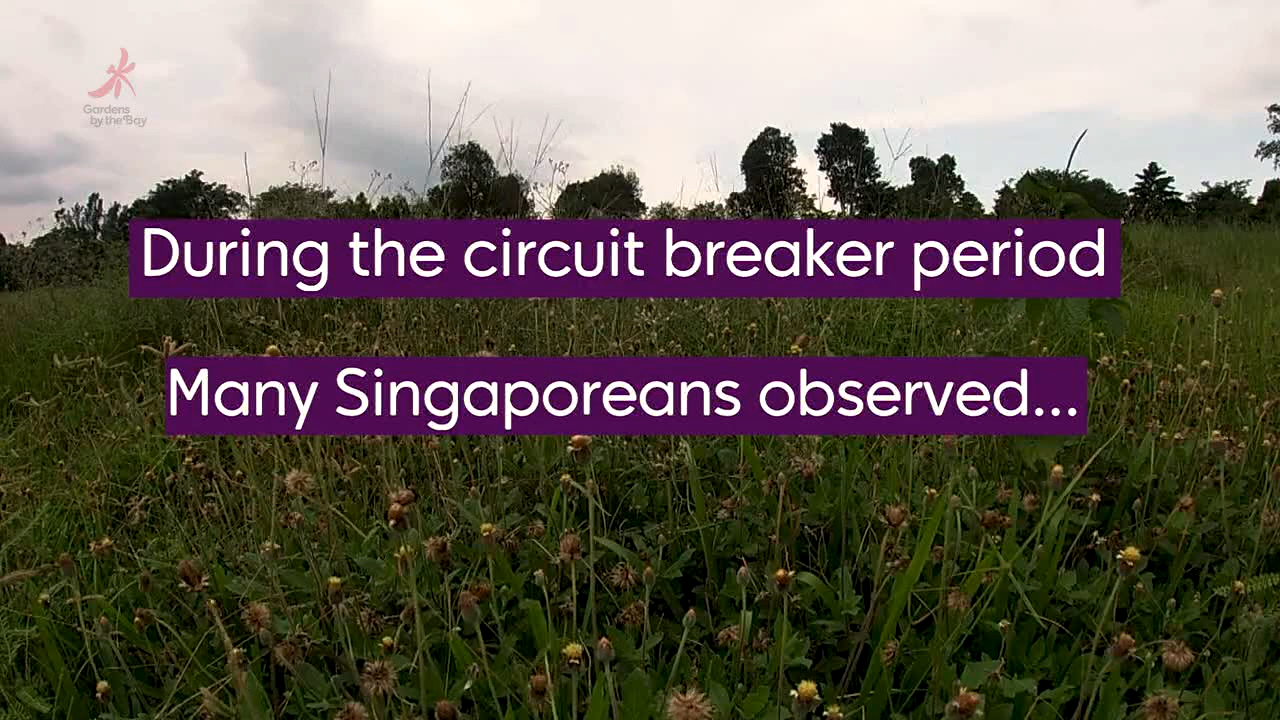 Gardens
by the Bay
During the circuit breaker period
Many Singaporeans observed...